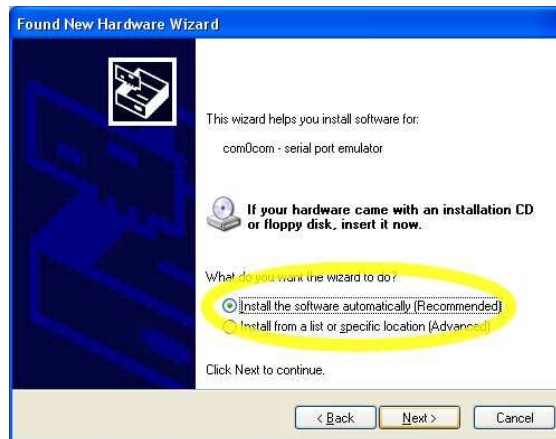 Found New Hardware Wizard
This wizard helps you install software for:
com0com - serial port emulator
If your hardware came with an installation CD
or floppy disk, insert it now.
What do you want the wizard to do?
Install the software automatically (Recommended)
Install from a list or specific location (Advanced)
Click Next to continue.
< Back Next > Cancel